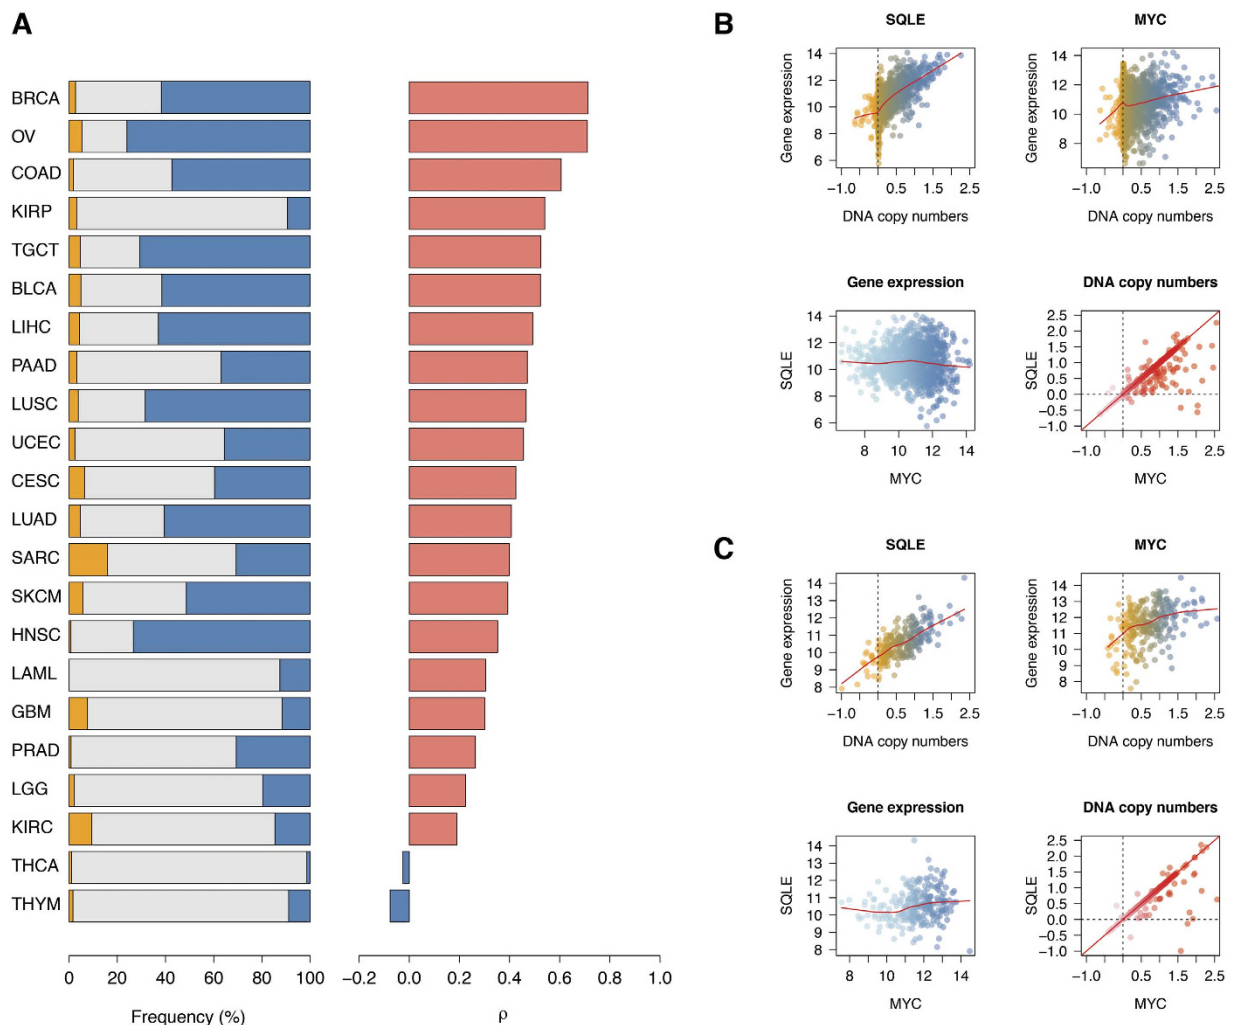 A
BRCA
OV
COAD
KIRP
TGCT
BLCA
LIHC
PAAD
LUSC
UCEC
CESC
LUAD
SARC
SKCM
HNSC
LAML
GBM
PRAD
LGG
KIRC
THCA
THYM
0 20 40 60 80 100
Frequency (%)
−0.2 0.0 0.2 0.4 0.6 0.8 1.0
ρ
B
SQLE
Gene expression
14
12
10
8
6
−1.0 0.5 1.5 2.5
DNA copy numbers
MYC
Gene expression
14
12
10
8
−1.0 0.5 1.5 2.5
DNA copy numbers
Gene expression
SQLE
14
12
10
8
6
8 10 12 14
MYC
DNA copy numbers
SQLE
2.5
2.0
1.5
1.0
0.5
0.0
−0.5
−1.0
−1.0 0.5 1.5 2.5
MYC
C
SQLE
Gene expression
14
13
12
11
10
9
8
−1.0 0.5 1.5 2.5
DNA copy numbers
MYC
Gene expression
14
13
12
11
10
9
8
−1.0 0.5 1.5 2.5
DNA copy numbers
Gene expression
SQLE
14
13
12
11
10
9
8
8 10 12 14
MYC
DNA copy numbers
SQLE
2.5
2.0
1.5
1.0
0.5
0.0
−0.5
−1.0
−1.0 0.5 1.5 2.5
MYC